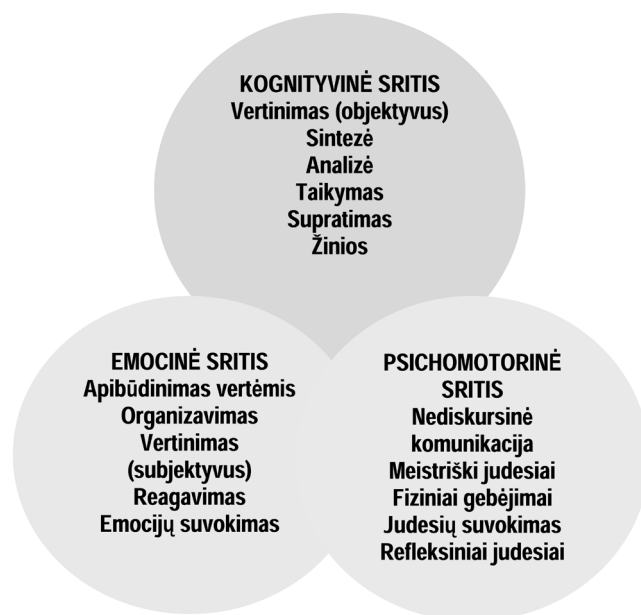 KOGNITYVINĖ SRITIS
Vertinimas (objektyvus)
Sintezė
Analizė
Taikymas
Supratimas
Žinios
EMOCINĖ SRITIS
Apibūdinimas vertėmis
Organizavimas
Vertinimas
(subjektyvus)
Reagavimas
Emocijų suvokimas
PSICHOMOTORINĖ
SRITIS
Nediskursinė
komunikacija
Meistriški judesiai
Fiziniai gebėjimai
Judesių suvokimas
Refleksiniai judesiai